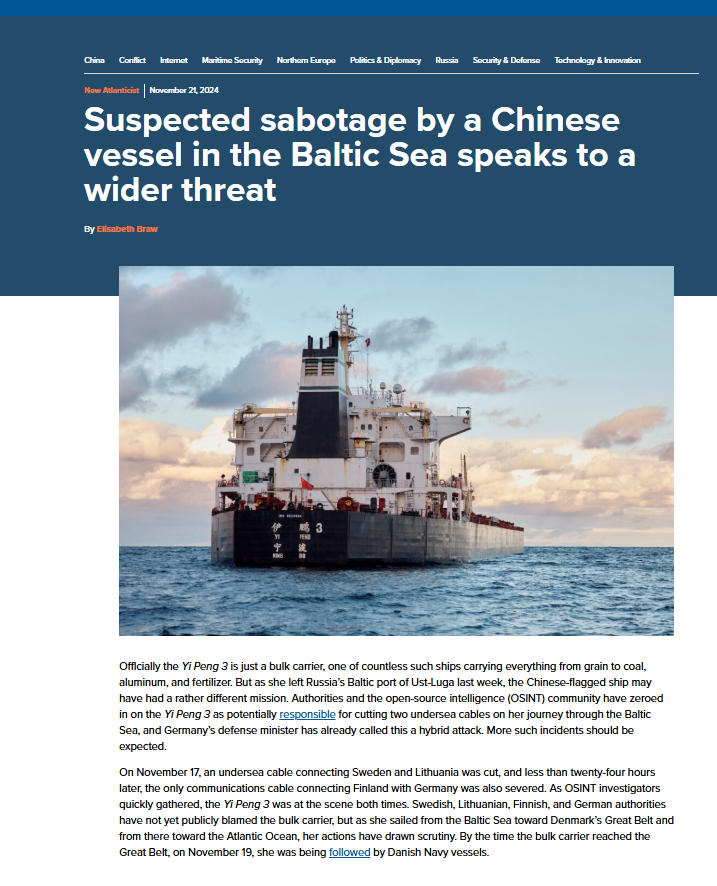 China Conflict Internet Maritime Security Northern Europe Politics & Diplomacy Russia Security & Defense Technology & Innovation
New Atlanticist | November 21, 2024
Suspected sabotage by a Chinese
vessel in the Baltic Sea speaks to a
wider threat
By Elisabeth Braw
伊 鹏 3
YI PENG
宁 波
NING BO
Officially the Yi Peng 3 is just a bulk carrier, one of countless such ships carrying everything from grain to coal,
aluminum, and fertilizer. But as she left Russia’s Baltic port of Ust-Luga last week, the Chinese-flagged ship may
have had a rather different mission. Authorities and the open-source intelligence (OSINT) community have zeroed
in on the Yi Peng 3 as potentially responsible for cutting two undersea cables on her journey through the Baltic
Sea, and Germany’s defense minister has already called this a hybrid attack. More such incidents should be
expected.
On November 17, an undersea cable connecting Sweden and Lithuania was cut, and less than twenty-four hours
later, the only communications cable connecting Finland with Germany was also severed. As OSINT investigators
quickly gathered, the Yi Peng 3 was at the scene both times. Swedish, Lithuanian, Finnish, and German authorities
have not yet publicly blamed the bulk carrier, but as she sailed from the Baltic Sea toward Denmark’s Great Belt and
from there toward the Atlantic Ocean, her actions have drawn scrutiny. By the time the bulk carrier reached the
Great Belt, on November 19, she was being followed by Danish Navy vessels.